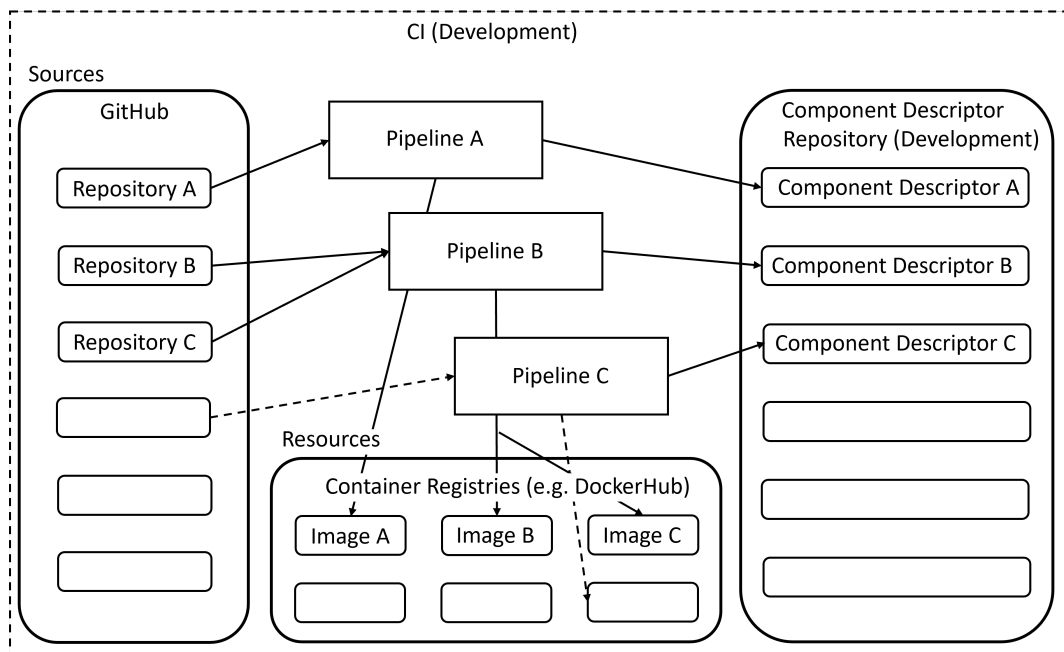 CI (Development)
Sources
GitHub
Repository A
Repository B
Repository C
Pipeline A
Pipeline B
Pipeline C
Resources
Container Registries (e.g. DockerHub)
Image A
Image B
Image C
Component Descriptor
Repository (Development)
Component Descriptor A
Component Descriptor B
Component Descriptor C